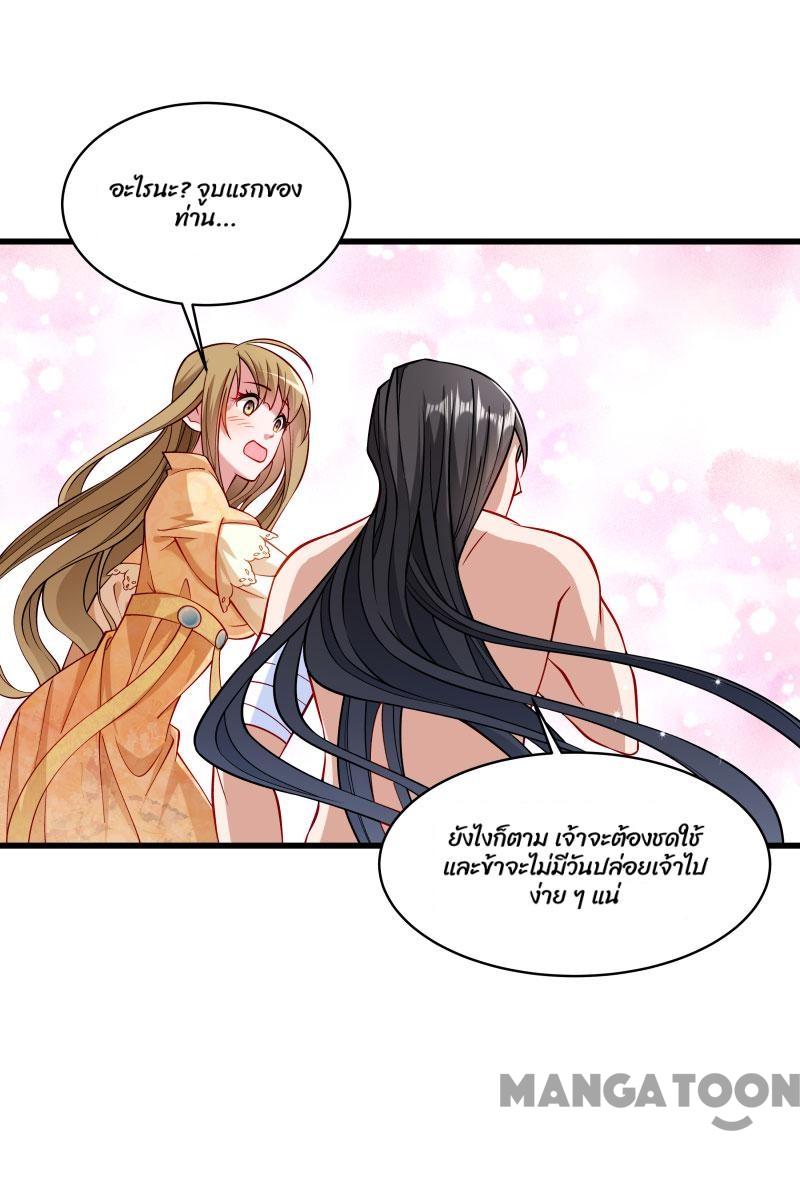 อะไรนะ? จูบแรกของ
ท่าน...
ยังไงก็ตาม เจ้าจะต้องชดใช้
และข้าจะไม่มีวันปล่อยเจ้าไป
ง่าย ๆ แน่
MANGATOON